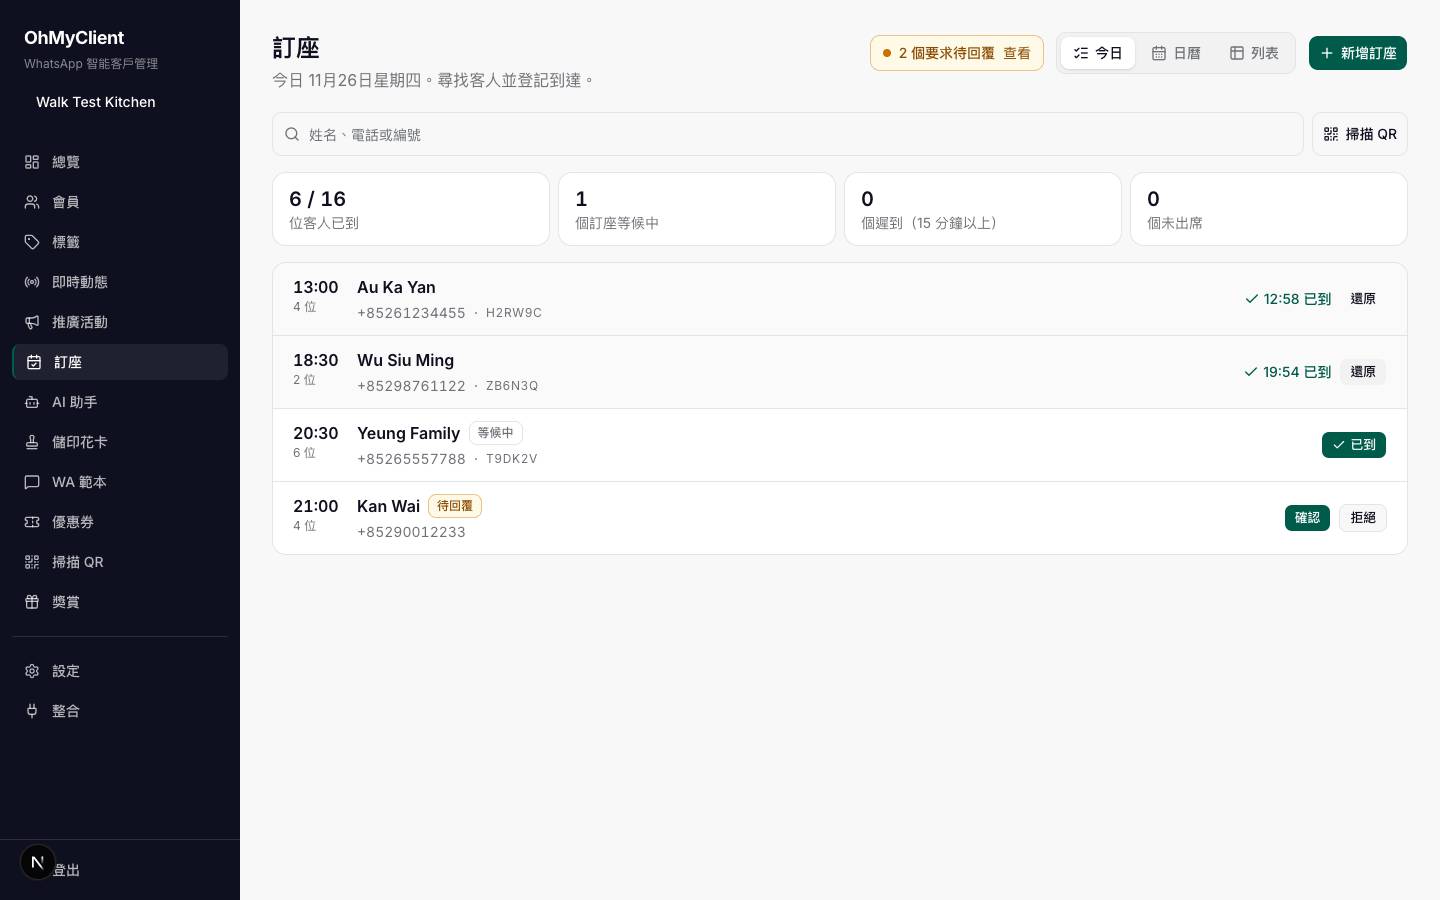 OhMyClient
WhatsApp 智能客戶管理
Walk Test Kitchen
總覽
會員
標籤
即時動態
推廣活動
訂座
AI 助手
儲印花卡
WA 範本
優惠券
掃描 QR
獎賞
設定
整合
N
登出
訂座
今日 11月26日星期四。尋找客人並登記到達。
2 個要求待回覆 查看
今日
日曆
列表
新增訂座
姓名、電話或編號
掃描 QR
6 / 16
位客人已到
1
個訂座等候中
0
個遲到（15 分鐘以上）
0
個未出席
13:00 Au Ka Yan
4 位 +85261234455 · H2RW9C
12:58 已到 還原
18:30 Wu Siu Ming
2 位 +85298761122 · ZB6N3Q
19:54 已到 還原
20:30 Yeung Family 等候中
6 位 +85265557788 · T9DK2V
已到
21:00 Kan Wai 待回覆
4 位 +85290012233
確認 拒絕